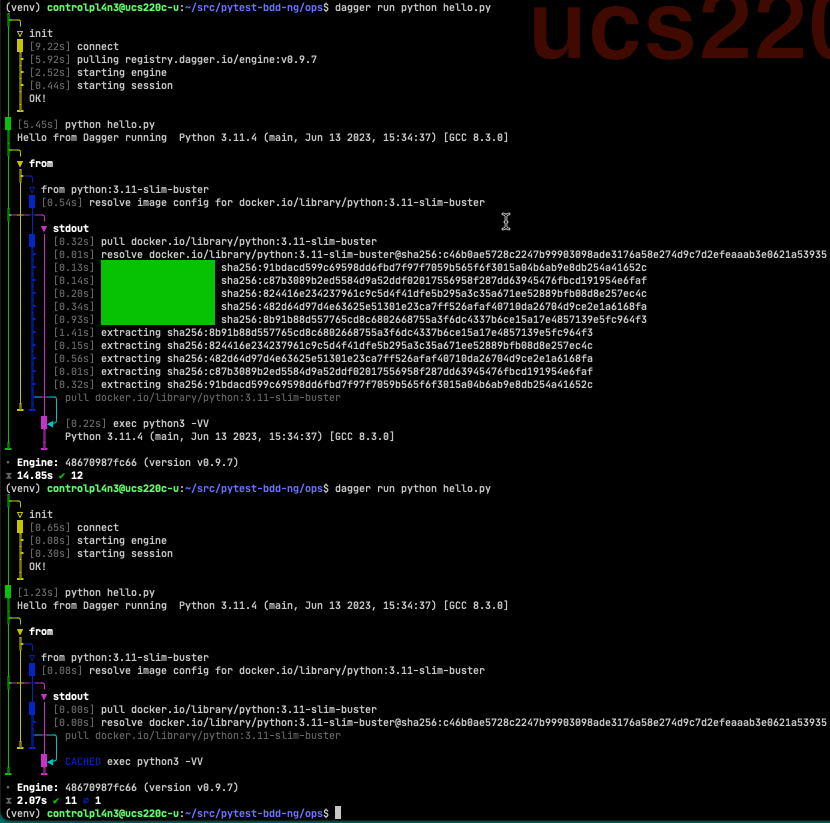 (venv) controlpl4n3@ucs220c-u:~/src/pytest-bdd-ng/ops$ dagger run python hello.py
ucs220
init
[9.22s] connect
[5.92s] pulling registry.dagger.io/engine:v0.9.7
[2.52s] starting engine
[0.44s] starting session
OK!
[5.45s] python hello.py
Hello from Dagger running  Python 3.11.4 (main, Jun 13 2023, 15:34:37) [GCC 8.3.0]
from
from python:3.11-slim-buster
[0.54s] resolve image config for docker.io/library/python:3.11-slim-buster
stdout
[0.32s] pull docker.io/library/python:3.11-slim-buster
[0.01s] resolve docker.io/library/python:3.11-slim-buster@sha256:c46b0ae5728c2247b99903098ade3176a58e274d9c7d2efeaaab3e0621a53935
[0.13s] sha256:91bdacd599c69598dd6fbd7f97f7059b565f6f3015a04b6ab9e8db254a41652c
[0.14s] sha256:c87b3089b2ed5584d9a52ddf02017556958f287dd63945476fbcd191954e6faf
[0.20s] sha256:824416e234237961c9c5d4f41dfe5b295a3c35a671ee52889bfb08d8e257ec4c
[0.34s] sha256:482d64d97d4e63625e51301e23ca7ff526afaf40710da26704d9ce2e1a6168fa
[0.93s] sha256:8b91b88d557765cd8c6802668755a3f6dc4337b6ce15a17e4857139e5fc964f3
[1.41s] extracting sha256:8b91b88d557765cd8c6802668755a3f6dc4337b6ce15a17e4857139e5fc964f3
[0.15s] extracting sha256:824416e234237961c9c5d4f41dfe5b295a3c35a671ee52889bfb08d8e257ec4c
[0.56s] extracting sha256:482d64d97d4e63625e51301e23ca7ff526afaf40710da26704d9ce2e1a6168fa
[0.01s] extracting sha256:c87b3089b2ed5584d9a52ddf02017556958f287dd63945476fbcd191954e6faf
[0.32s] extracting sha256:91bdacd599c69598dd6fbd7f97f7059b565f6f3015a04b6ab9e8db254a41652c
pull docker.io/library/python:3.11-slim-buster
[0.22s] exec python3 -VV
Python 3.11.4 (main, Jun 13 2023, 15:34:37) [GCC 8.3.0]
• Engine: 48670987fc66 (version v0.9.7)
⧗ 14.85s ✔ 12
(venv) controlpl4n3@ucs220c-u:~/src/pytest-bdd-ng/ops$ dagger run python hello.py
init
[0.65s] connect
[0.08s] starting engine
[0.30s] starting session
OK!
[1.23s] python hello.py
Hello from Dagger running  Python 3.11.4 (main, Jun 13 2023, 15:34:37) [GCC 8.3.0]
from
from python:3.11-slim-buster
[0.08s] resolve image config for docker.io/library/python:3.11-slim-buster
stdout
[0.00s] pull docker.io/library/python:3.11-slim-buster
[0.00s] resolve docker.io/library/python:3.11-slim-buster@sha256:c46b0ae5728c2247b99903098ade3176a58e274d9c7d2efeaaab3e0621a53935
pull docker.io/library/python:3.11-slim-buster
CACHED exec python3 -VV
• Engine: 48670987fc66 (version v0.9.7)
⧗ 2.07s ✔ 11 ∅ 1
(venv) controlpl4n3@ucs220c-u:~/src/pytest-bdd-ng/ops$